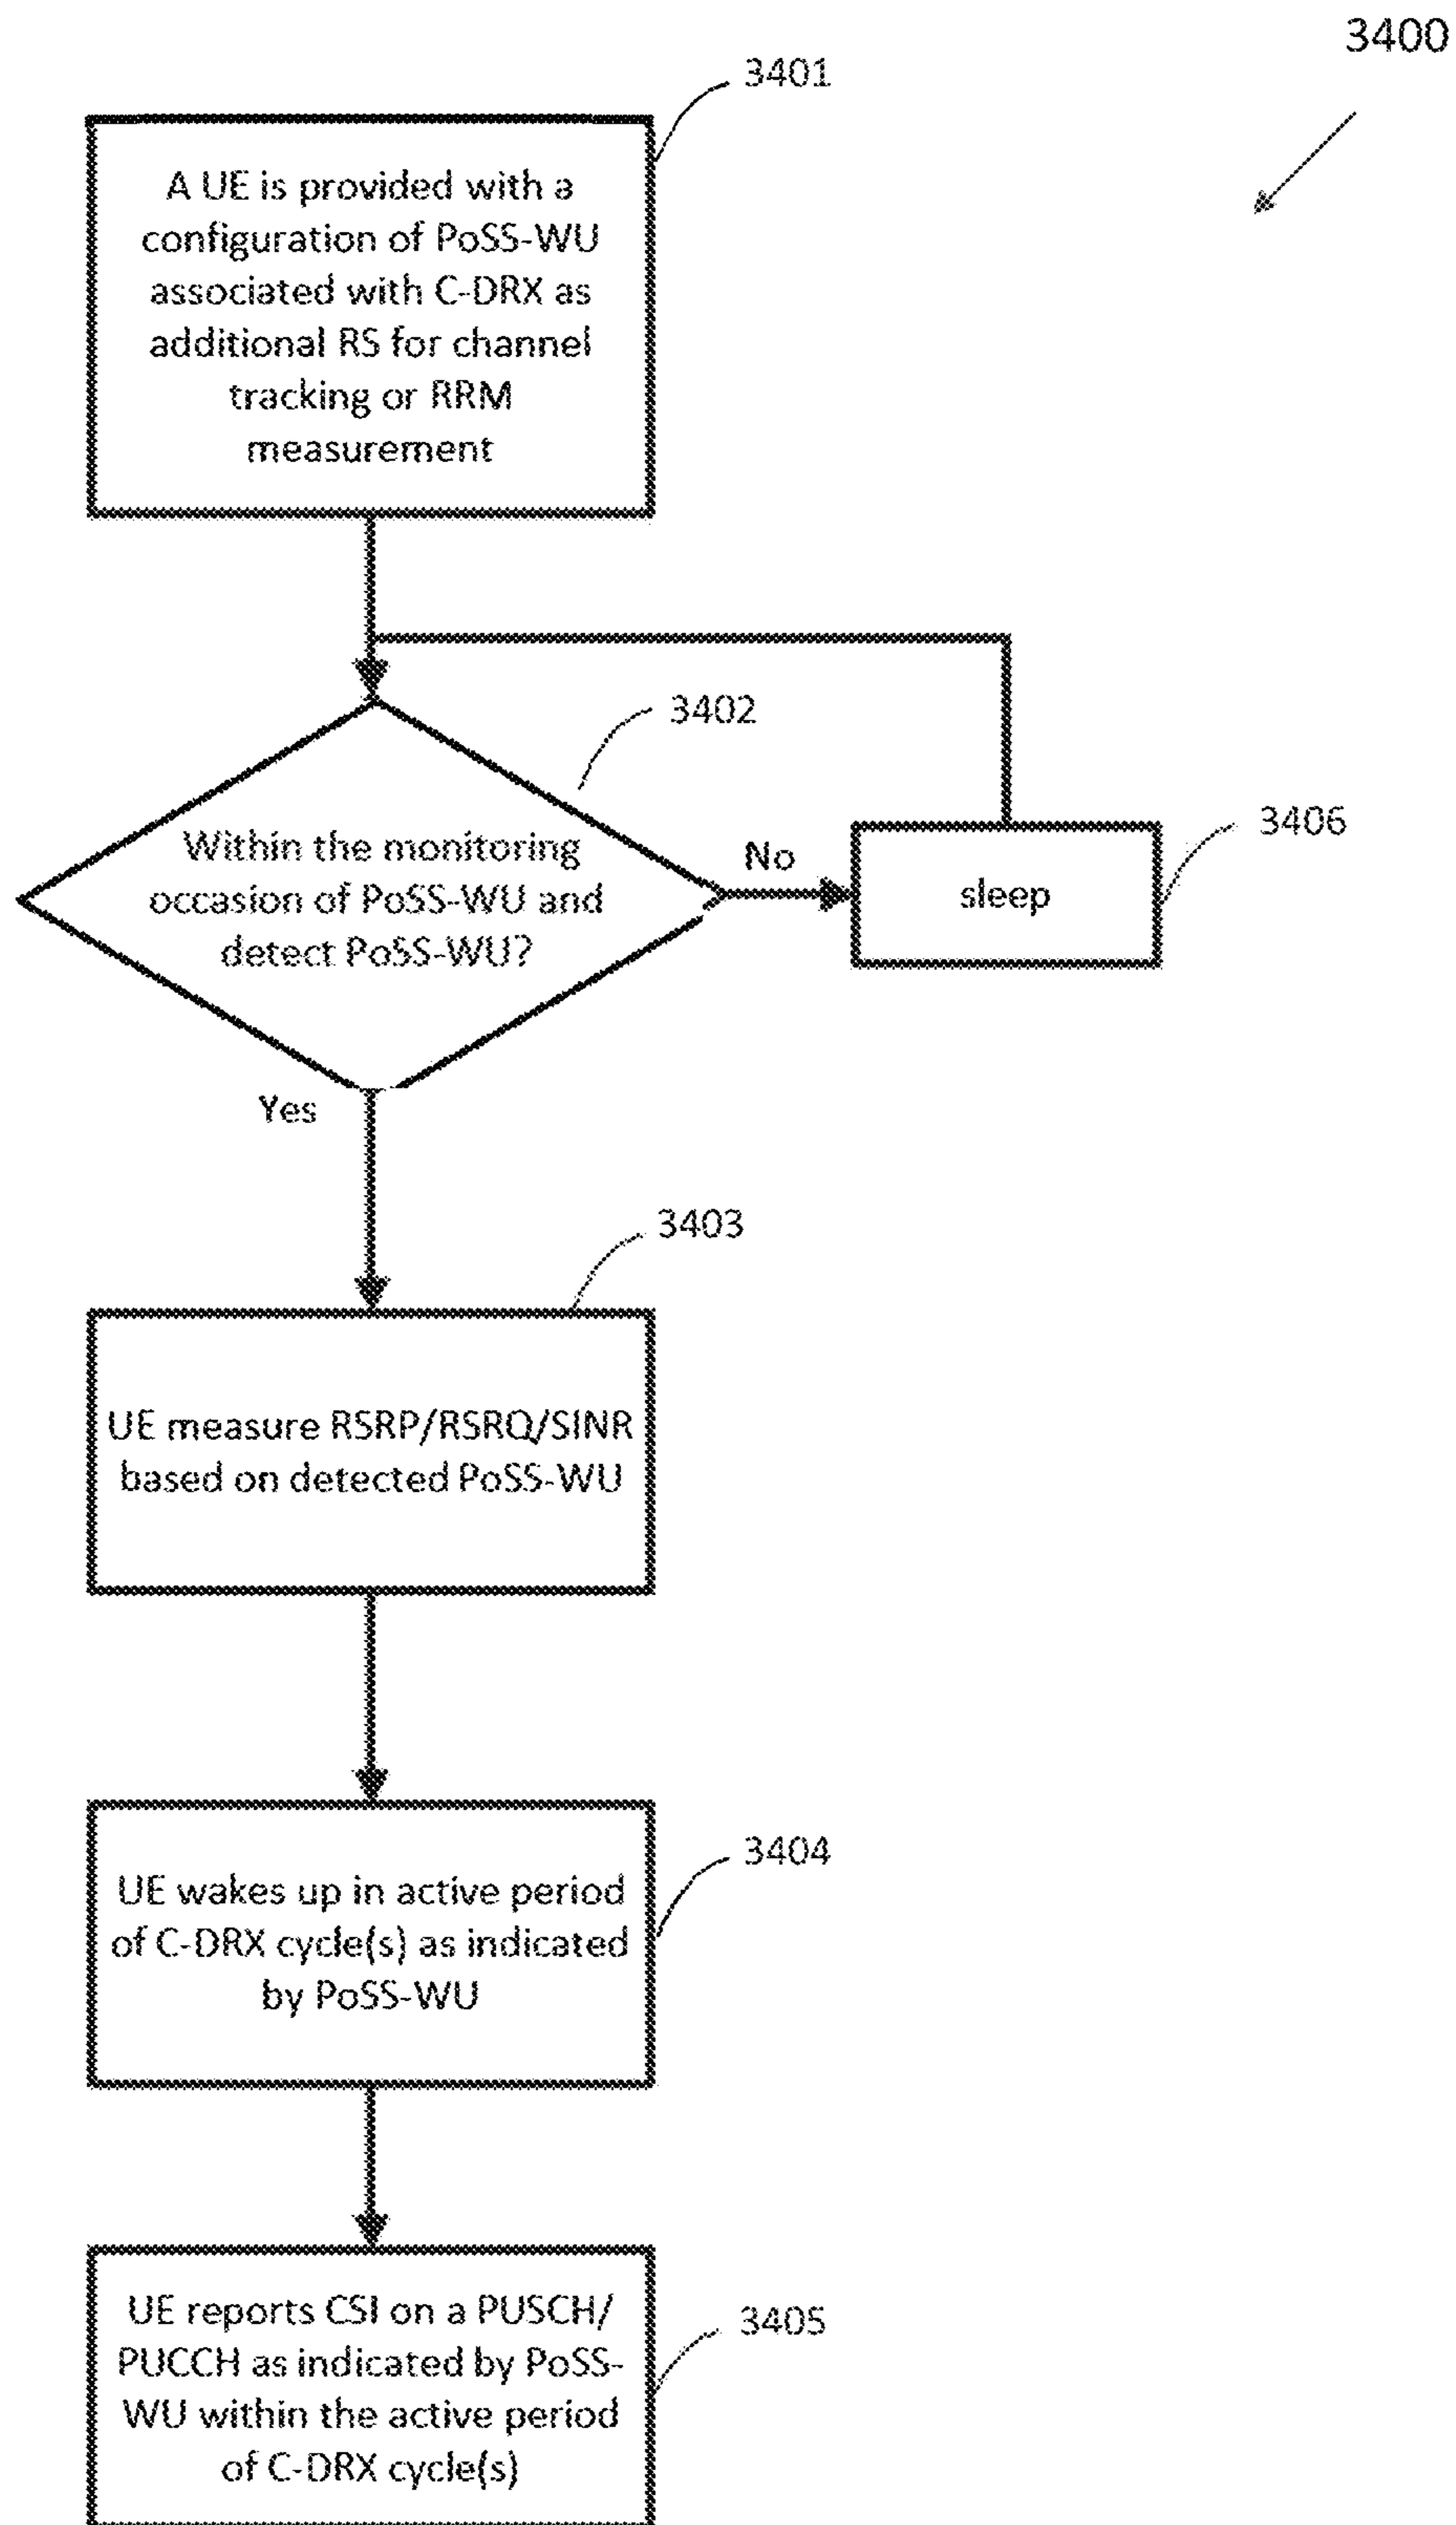 3400
3401
A UE is provided with a
configuration of PoSS-WU
associated with C-DRX as
additional RS for channel
tracking or RRM
measurement
3402
Within the monitoring
occasion of PoSS-WU and
detect PoSS-WU?
No
3406
sleep
Yes
3403
UE measure RSRP/RSRQ/SINR
based on detected PoSS-WU
3404
UE wakes up in active period
of C-DRX cycle(s) as indicated
by PoSS-WU
3405
UE reports CSI on a PUSCH/
PUCCH as indicated by PoSS-
WU within the active period
of C-DRX cycle(s)